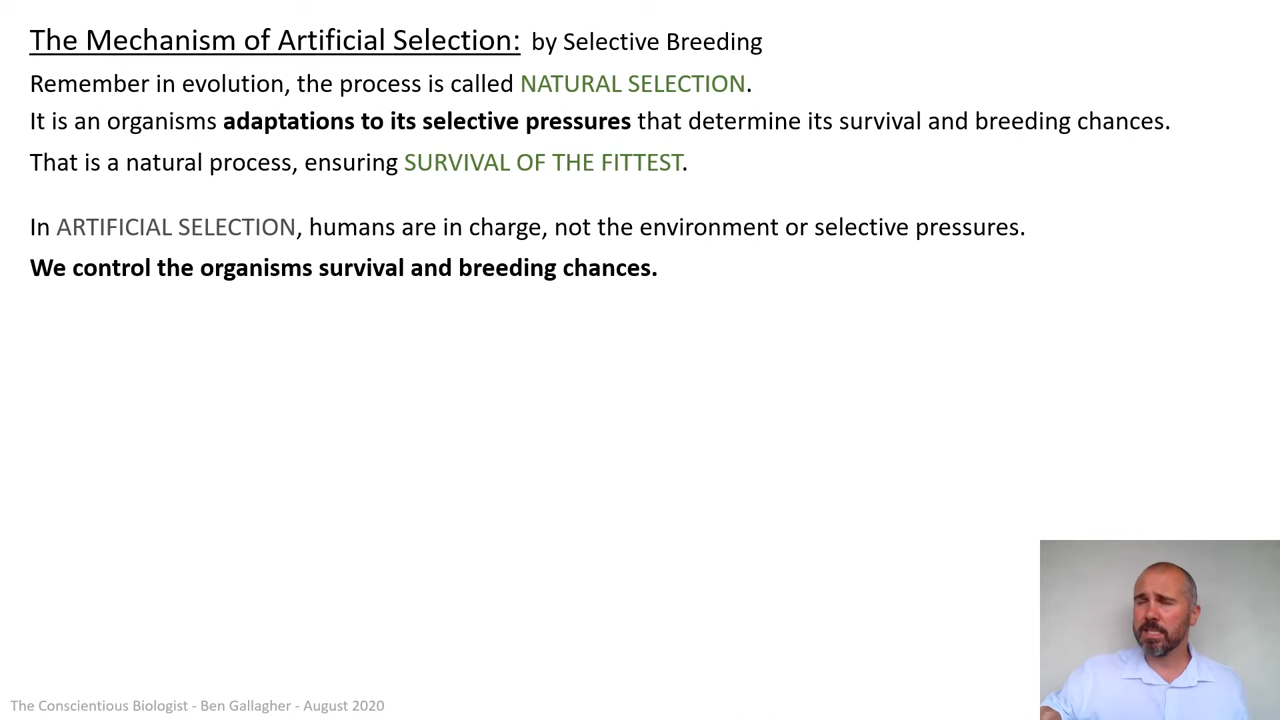 The Mechanism of Artificial Selection: by Selective Breeding
Remember in evolution, the process is called NATURAL SELECTION.
It is an organisms adaptations to its selective pressures that determine its survival and breeding chances.
That is a natural process, ensuring SURVIVAL OF THE FITTEST.
In ARTIFICIAL SELECTION, humans are in charge, not the environment or selective pressures.
We control the organisms survival and breeding chances.
The Conscientious Biologist - Ben Gallagher - August 2020